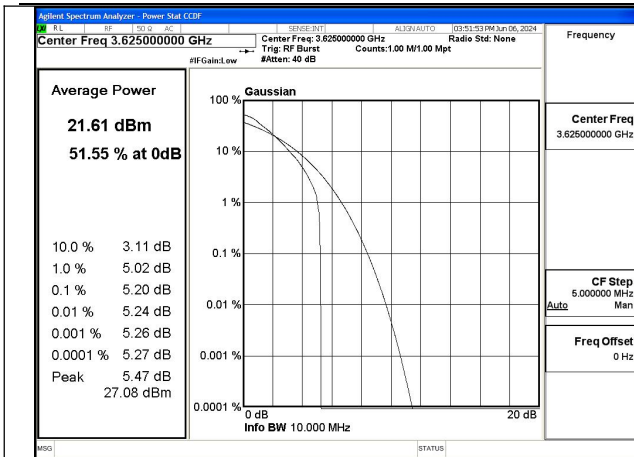 Agilent Spectrum Analyzer - Power Stat CCDF
RL RF 50 Ω AC SENSE:INT ALIGN AUTO 03:51:53 PM Jun 06, 2024
Center Freq 3.625000000 GHz Center Freq: 3.625000000 GHz Radio Std: None
Trig: RF Burst Counts:1.00 M/1.00 Mpt
#IFGain:Low #Atten: 40 dB
Frequency
Average Power
21.61 dBm
51.55 % at 0dB
10.0 % 3.11 dB
1.0 % 5.02 dB
0.1 % 5.20 dB
0.01 % 5.24 dB
0.001 % 5.26 dB
0.0001 % 5.27 dB
Peak 5.47 dB
27.08 dBm
Gaussian
100 %
10 %
1 %
0.1 %
0.01 %
0.001 %
0.0001 %
0 dB 20 dB
Info BW 10.000 MHz
Center Freq
3.625000000 GHz
CF Step
5.000000 MHz
Auto Man
Freq Offset
0 Hz
MSG STATUS